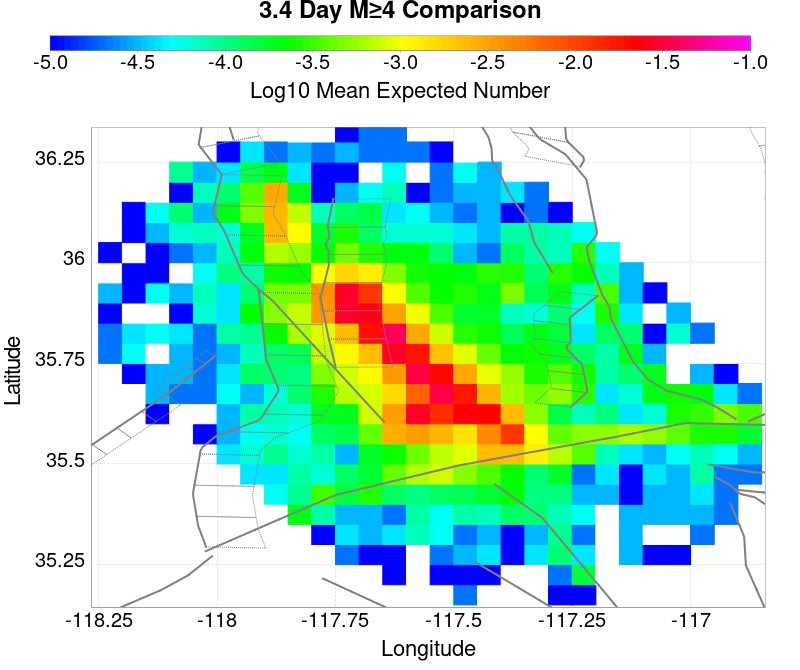 3.4 Day M≥4 Comparison
-5.0 -4.5 -4.0 -3.5 -3.0 -2.5 -2.0 -1.5 -1.0
Log10 Mean Expected Number
36.25
36
35.75
35.5
35.25
Latitude
-118.25 -118 -117.75 -117.5 -117.25 -117
Longitude